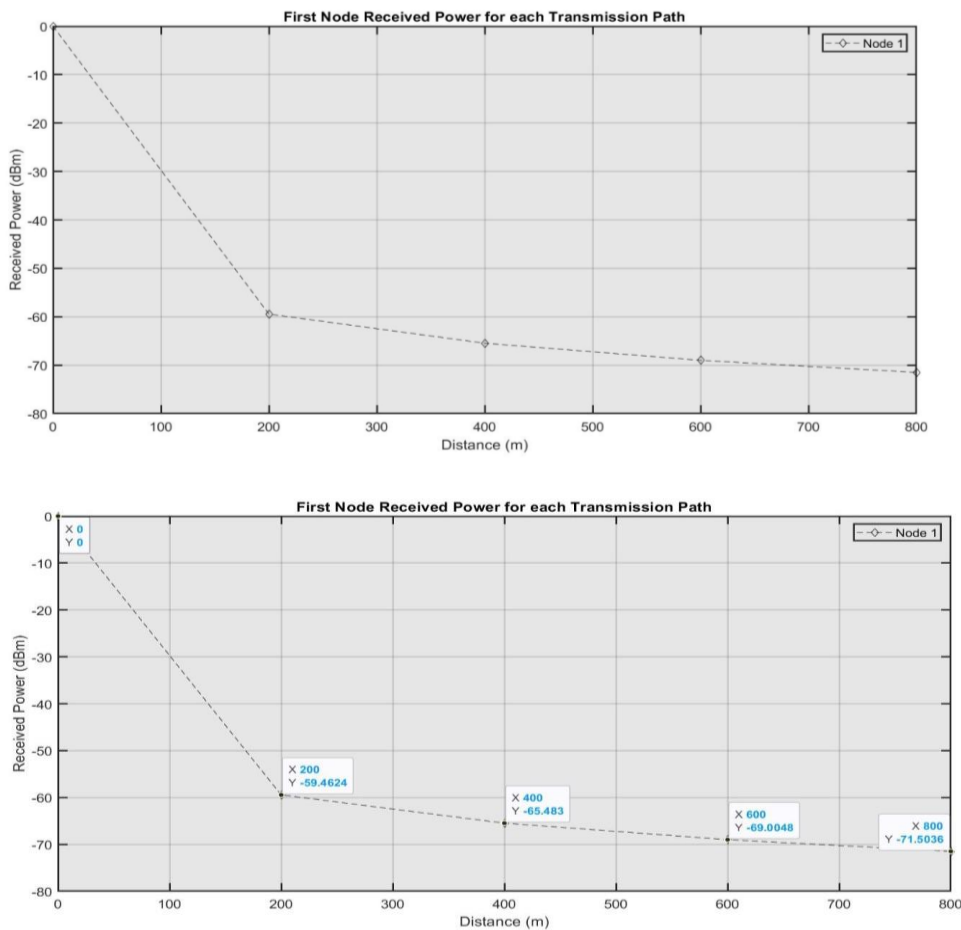 First Node Received Power for each Transmission Path
Node 1
0
-10
-20
-30
-40
-50
-60
-70
-80
Received Power (dBm)
0 100 200 300 400 500 600 700 800
Distance (m)
First Node Received Power for each Transmission Path
Node 1
0
-10
-20
-30
-40
-50
-60
-70
-80
Received Power (dBm)
X 0
Y 0
X 200
Y -59.4624
X 400
Y -65.483
X 600
Y -69.0048
X 800
Y -71.5036
0 100 200 300 400 500 600 700 800
Distance (m)